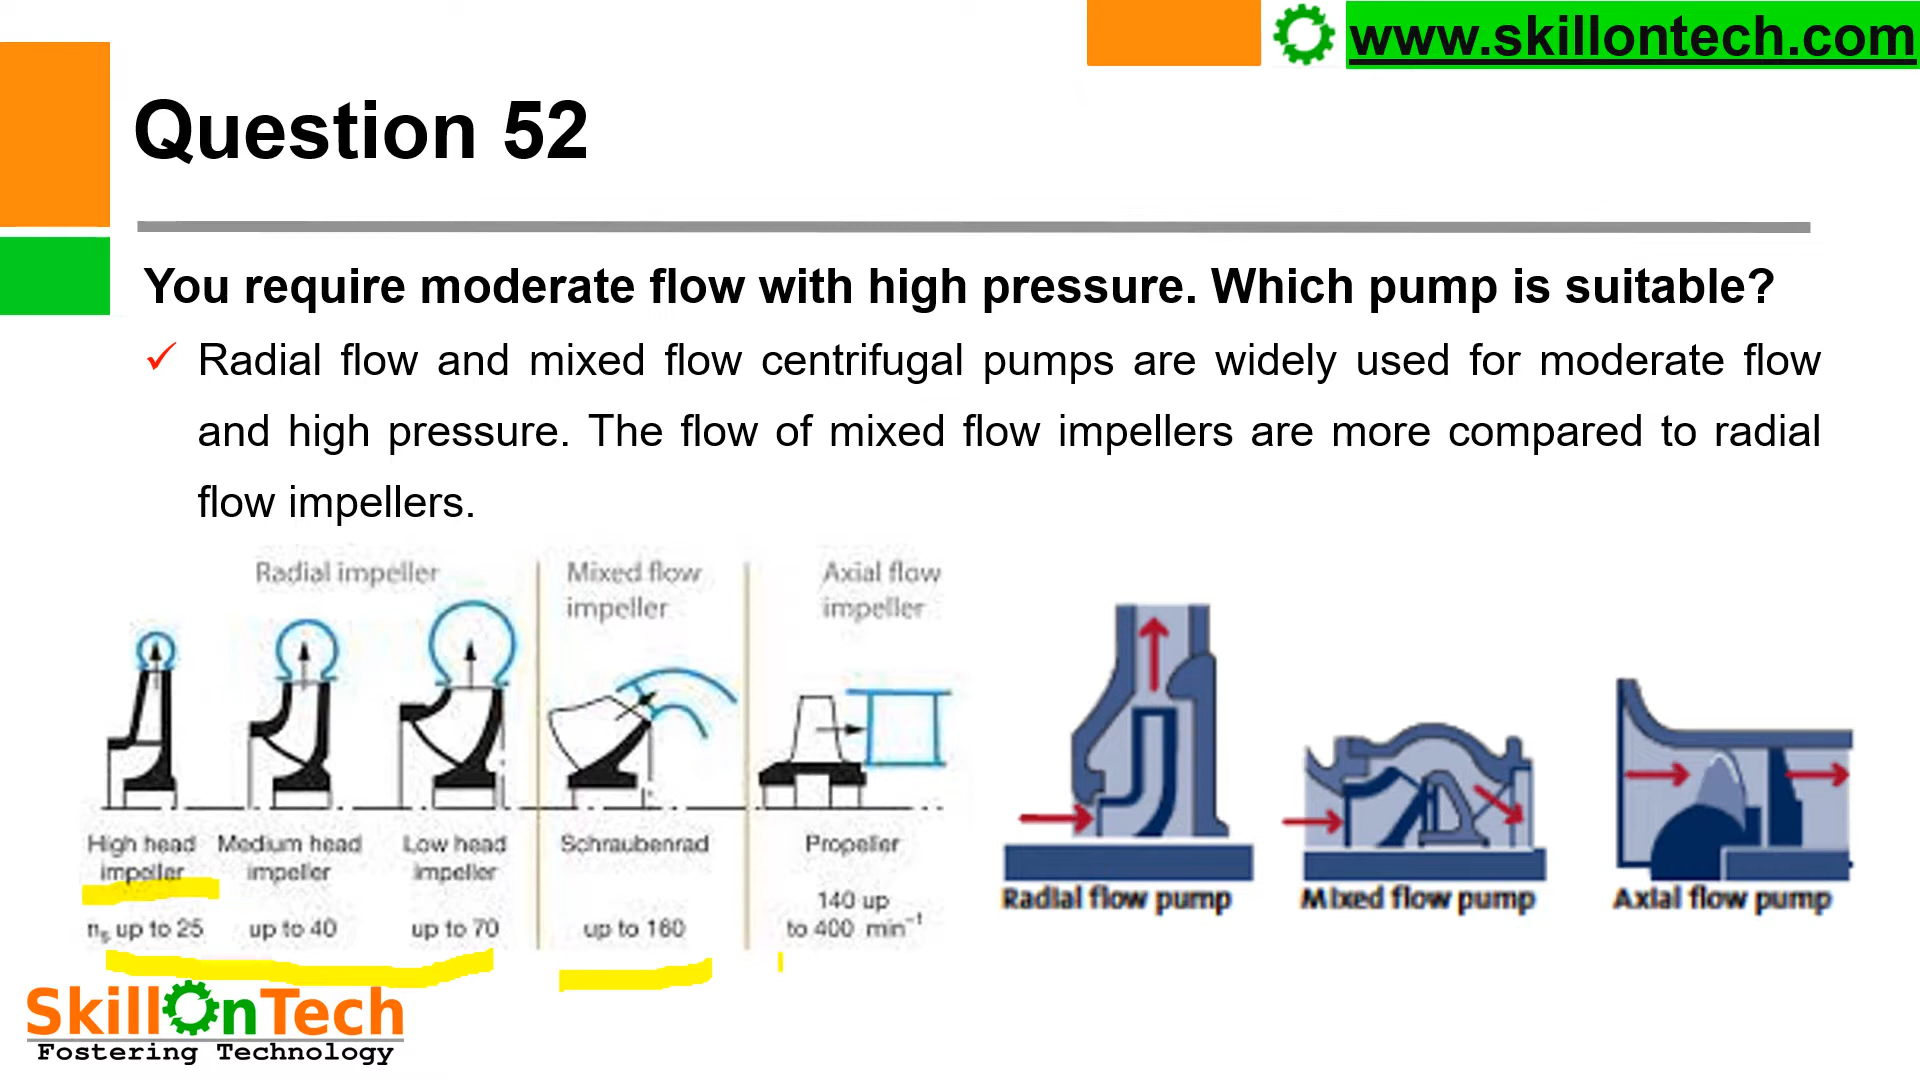 www.skillontech.com
Question 52
You require moderate flow with high pressure. Which pump is suitable?
✓ Radial flow and mixed flow centrifugal pumps are widely used for moderate flow
and high pressure. The flow of mixed flow impellers are more compared to radial
flow impellers.
Radial impeller
Mixed flow
impeller
Axial flow
impeller
High head
impeller
Medium head
impeller
Low head
impeller
Schraubenrad
Propeller
ns up to 25
up to 40
up to 70
up to 160
140 up
to 400 min⁻¹
Radial flow pump
Mixed flow pump
Axial flow pump
SkillOnTech
Fostering Technology